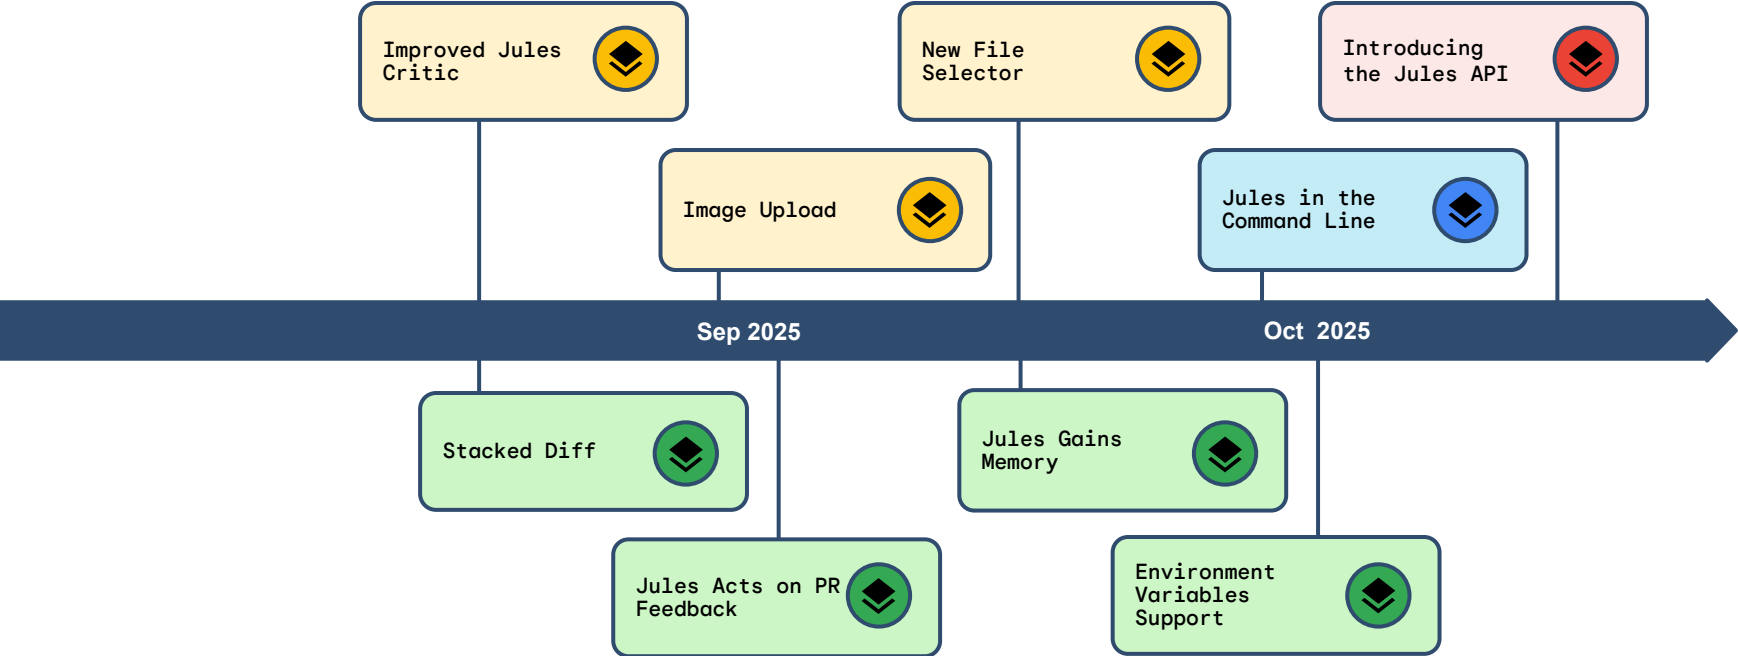 Improved Jules
Critic
New File
Selector
Introducing
the Jules API
Image Upload
Jules in the
Command Line
Sep 2025
Oct 2025
Stacked Diff
Jules Gains
Memory
Jules Acts on PR
Feedback
Environment
Variables
Support